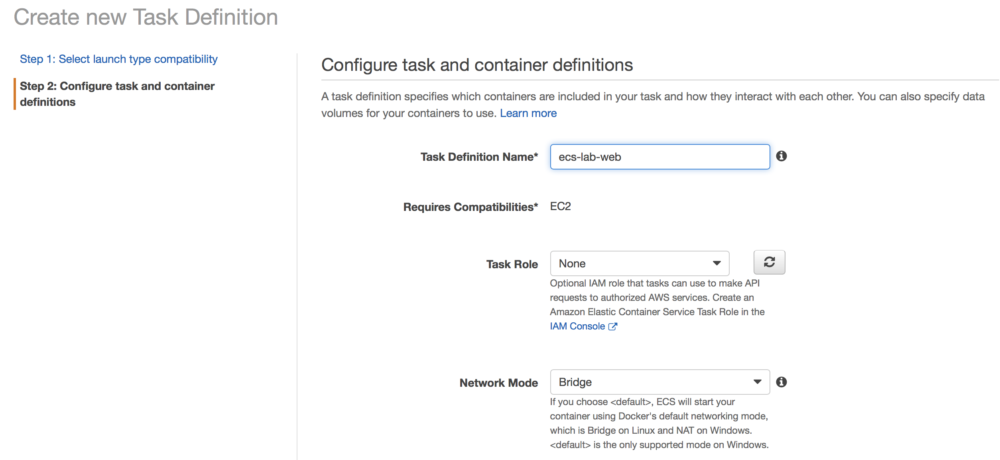 Create new Task Definition
Step 1: Select launch type compatibility
Step 2: Configure task and container
definitions
Configure task and container definitions
A task definition specifies which containers are included in your task and how they interact with each other. You can also specify data
volumes for your containers to use. Learn more
Task Definition Name* ecs-lab-web
Requires Compatibilities* EC2
Task Role None
Optional IAM role that tasks can use to make API
requests to authorized AWS services. Create an
Amazon Elastic Container Service Task Role in the
IAM Console
Network Mode Bridge
If you choose <default>, ECS will start your
container using Docker's default networking mode,
which is Bridge on Linux and NAT on Windows.
<default> is the only supported mode on Windows.